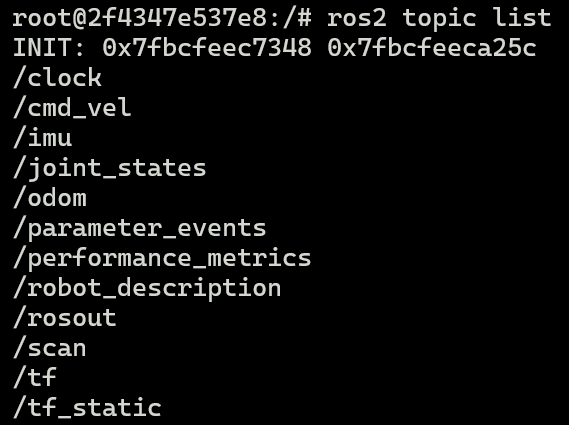 root@2f4347e537e8:/# ros2 topic list
INIT: 0x7fbcfeec7348 0x7fbcfeeca25c
/clock
/cmd_vel
/imu
/joint_states
/odom
/parameter_events
/performance_metrics
/robot_description
/rosout
/scan
/tf
/tf_static